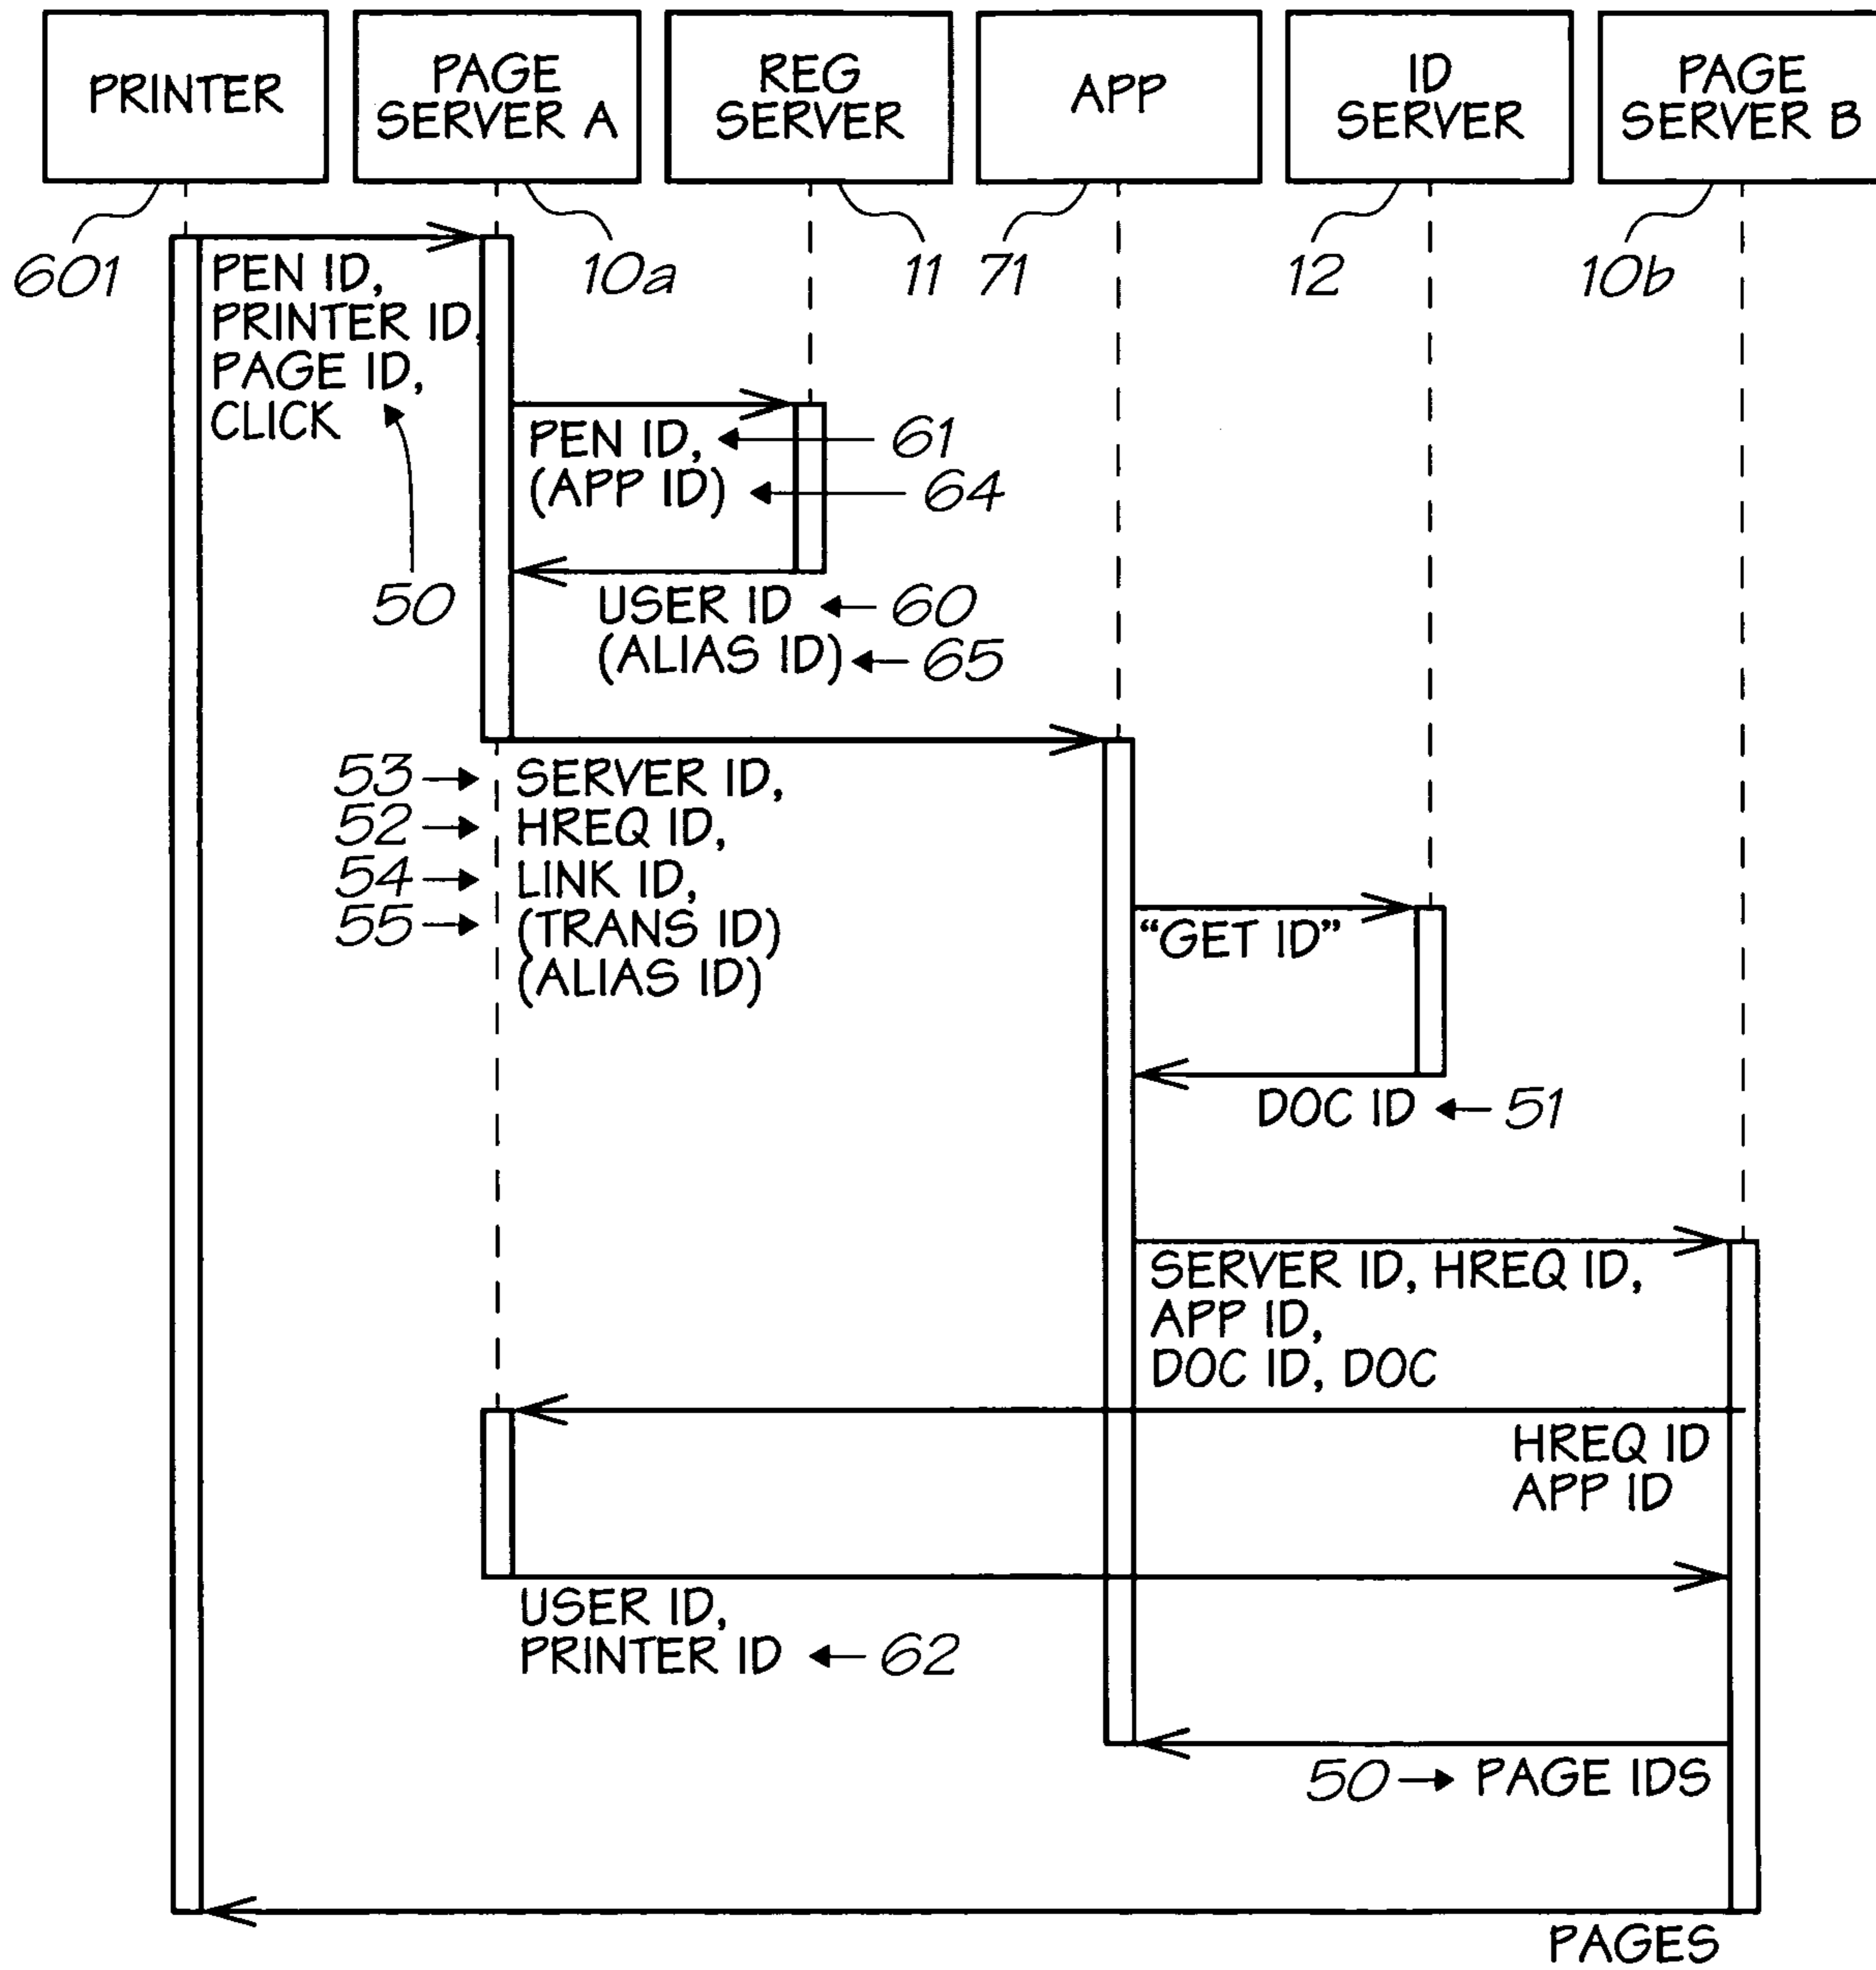 PRINTER
PAGE
SERVER A
REG
SERVER
APP
ID
SERVER
PAGE
SERVER B
601
10a
11
71
12
10b
PEN ID,
PRINTER ID,
PAGE ID,
CLICK
50
PEN ID,
(APP ID)
61
64
USER ID
(ALIAS ID)
60
65
53
52
54
55
SERVER ID,
HREQ ID,
LINK ID,
(TRANS ID)
(ALIAS ID)
“GET ID”
DOC ID
51
SERVER ID, HREQ ID,
APP ID,
DOC ID, DOC
HREQ ID
APP ID
USER ID,
PRINTER ID
62
50
PAGE IDS
PAGES